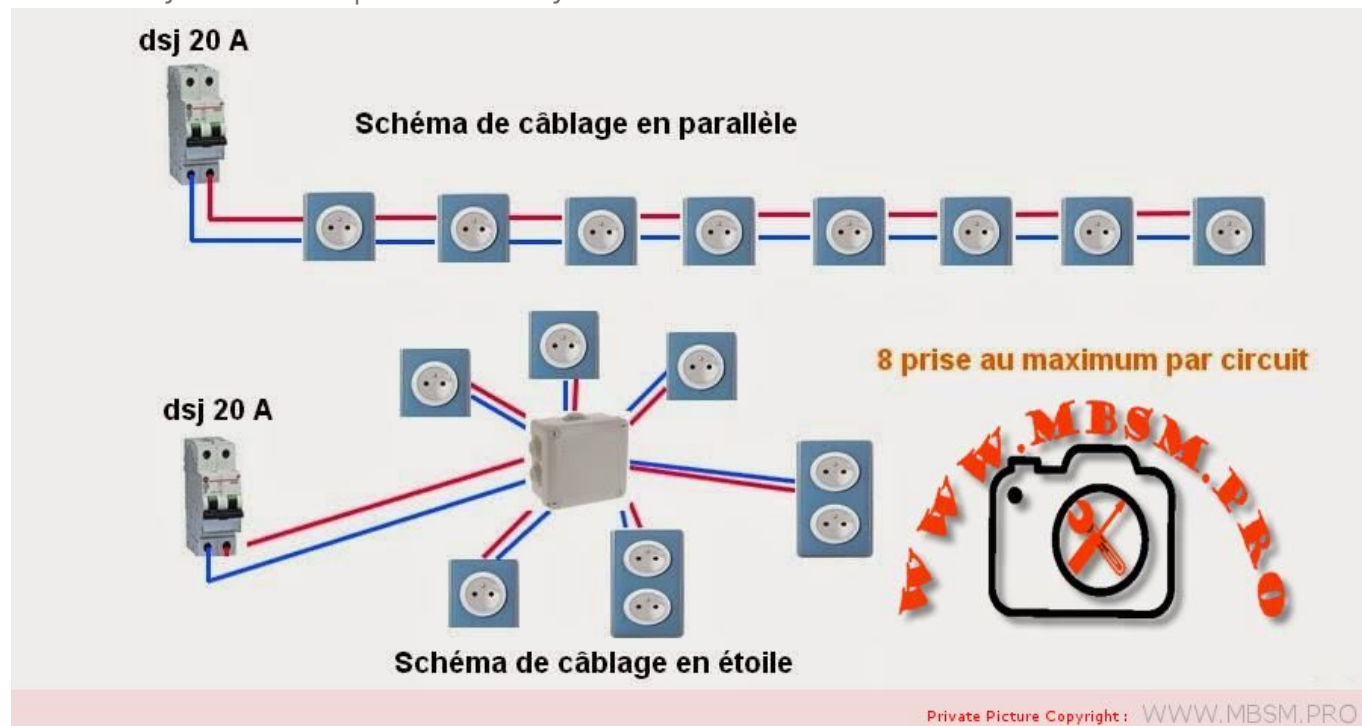 dsj 20 A
Schéma de câblage en parallèle
8 prise au maximum par circuit
dsj 20 A
WWW.MBSM.PRO
Schéma de câblage en étoile
Private Picture Copyright : WWW.MBSM.PRO